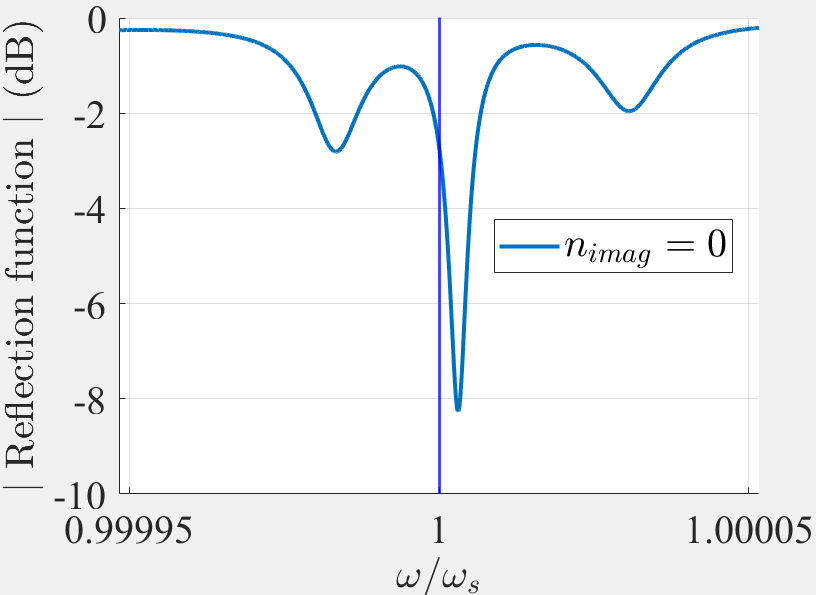 | Reflection function | (dB)
0
-2
-4
-6
-8
-10
n_{imag} = 0
0.99995 1 1.00005
ω/ω_s